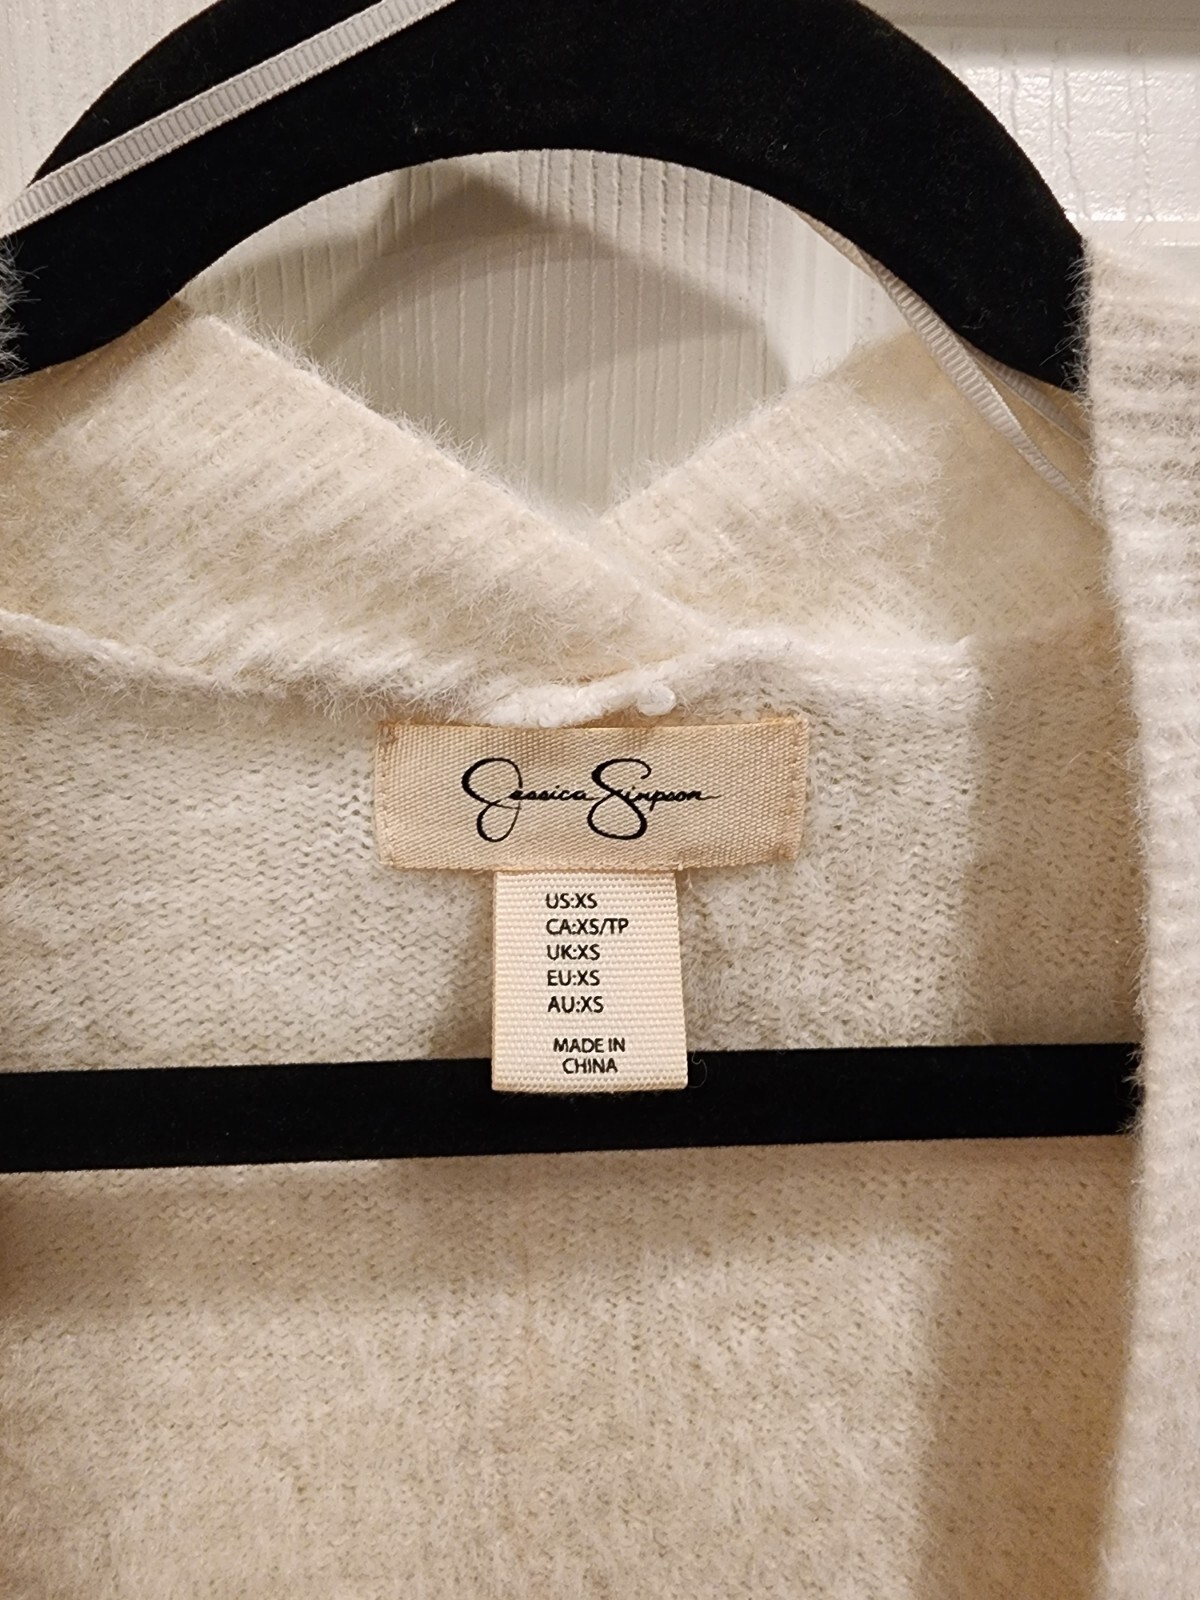 Jessica Simpson
US:XS
CA:XS/TP
UK:XS
EU:XS
AU:XS
MADE IN
CHINA